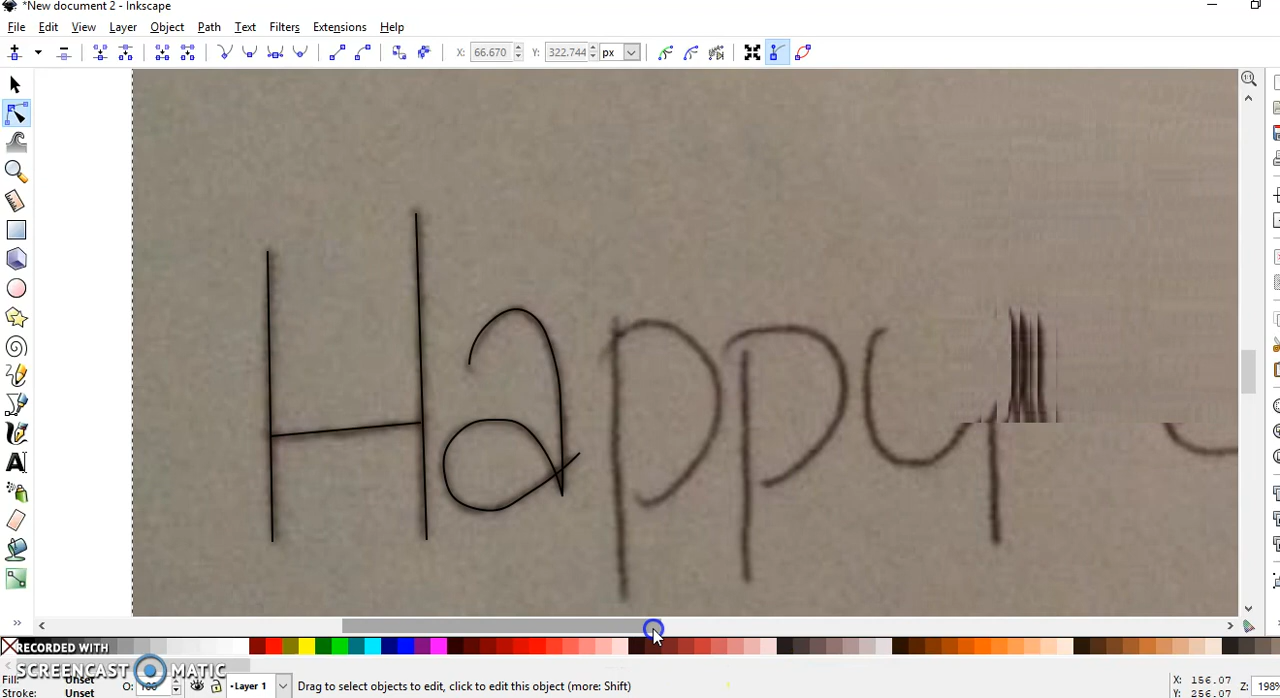 *New document 2 - Inkscape
File Edit View Layer Object Path Text Filters Extensions Help
X: 66.670 Y: 322.744 px
Happy
RECORDED WITH
SCREENCAST MATIC
Fill: Unset O: 100 Layer 1 Drag to select objects to edit, click to edit this object (more: Shift) X: 156.07 Z: 198%
Stroke: Unset Y: 256.07